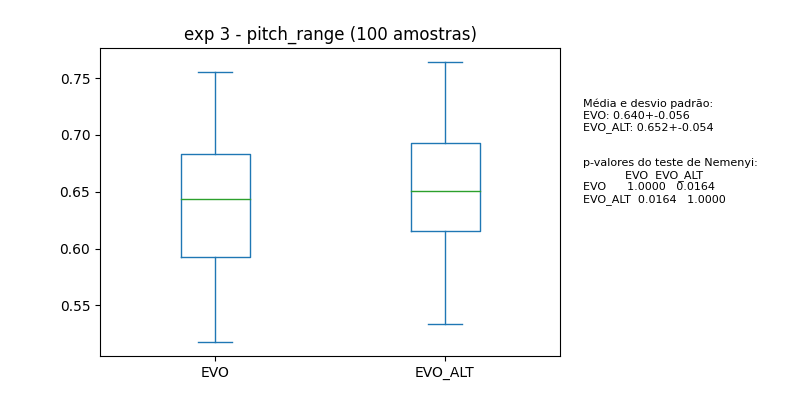 exp 3 - pitch_range (100 amostras)
0.75
0.70
0.65
0.60
0.55
EVO
EVO_ALT
Média e desvio padrão:
EVO: 0.640+-0.056
EVO_ALT: 0.652+-0.054
p-valores do teste de Nemenyi:
EVO EVO_ALT
EVO 1.0000 0.0164
EVO_ALT 0.0164 1.0000